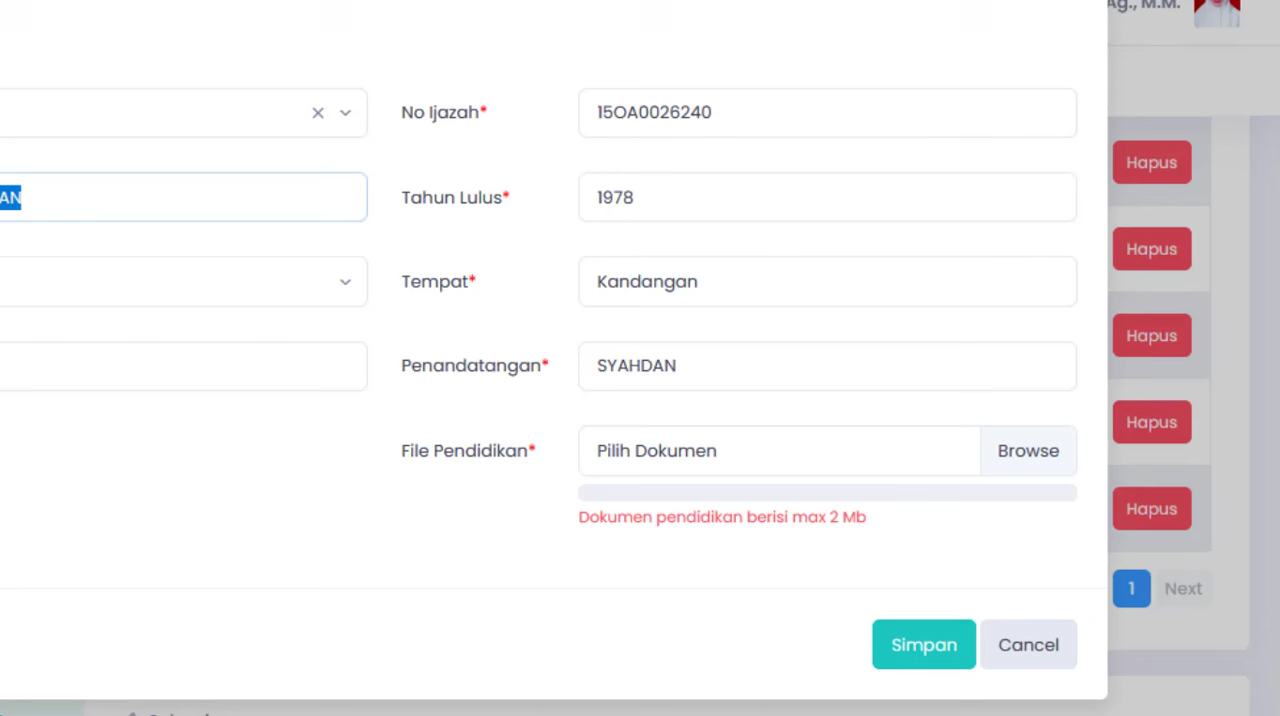 Ag., M.M.
No Ijazah*
15OA0026240
Hapus
AN
Tahun Lulus*
1978
Hapus
Tempat*
Kandangan
Hapus
Penandatangan*
SYAHDAN
Hapus
File Pendidikan*
Pilih Dokumen
Browse
Dokumen pendidikan berisi max 2 Mb
Hapus
1
Next
Simpan
Cancel